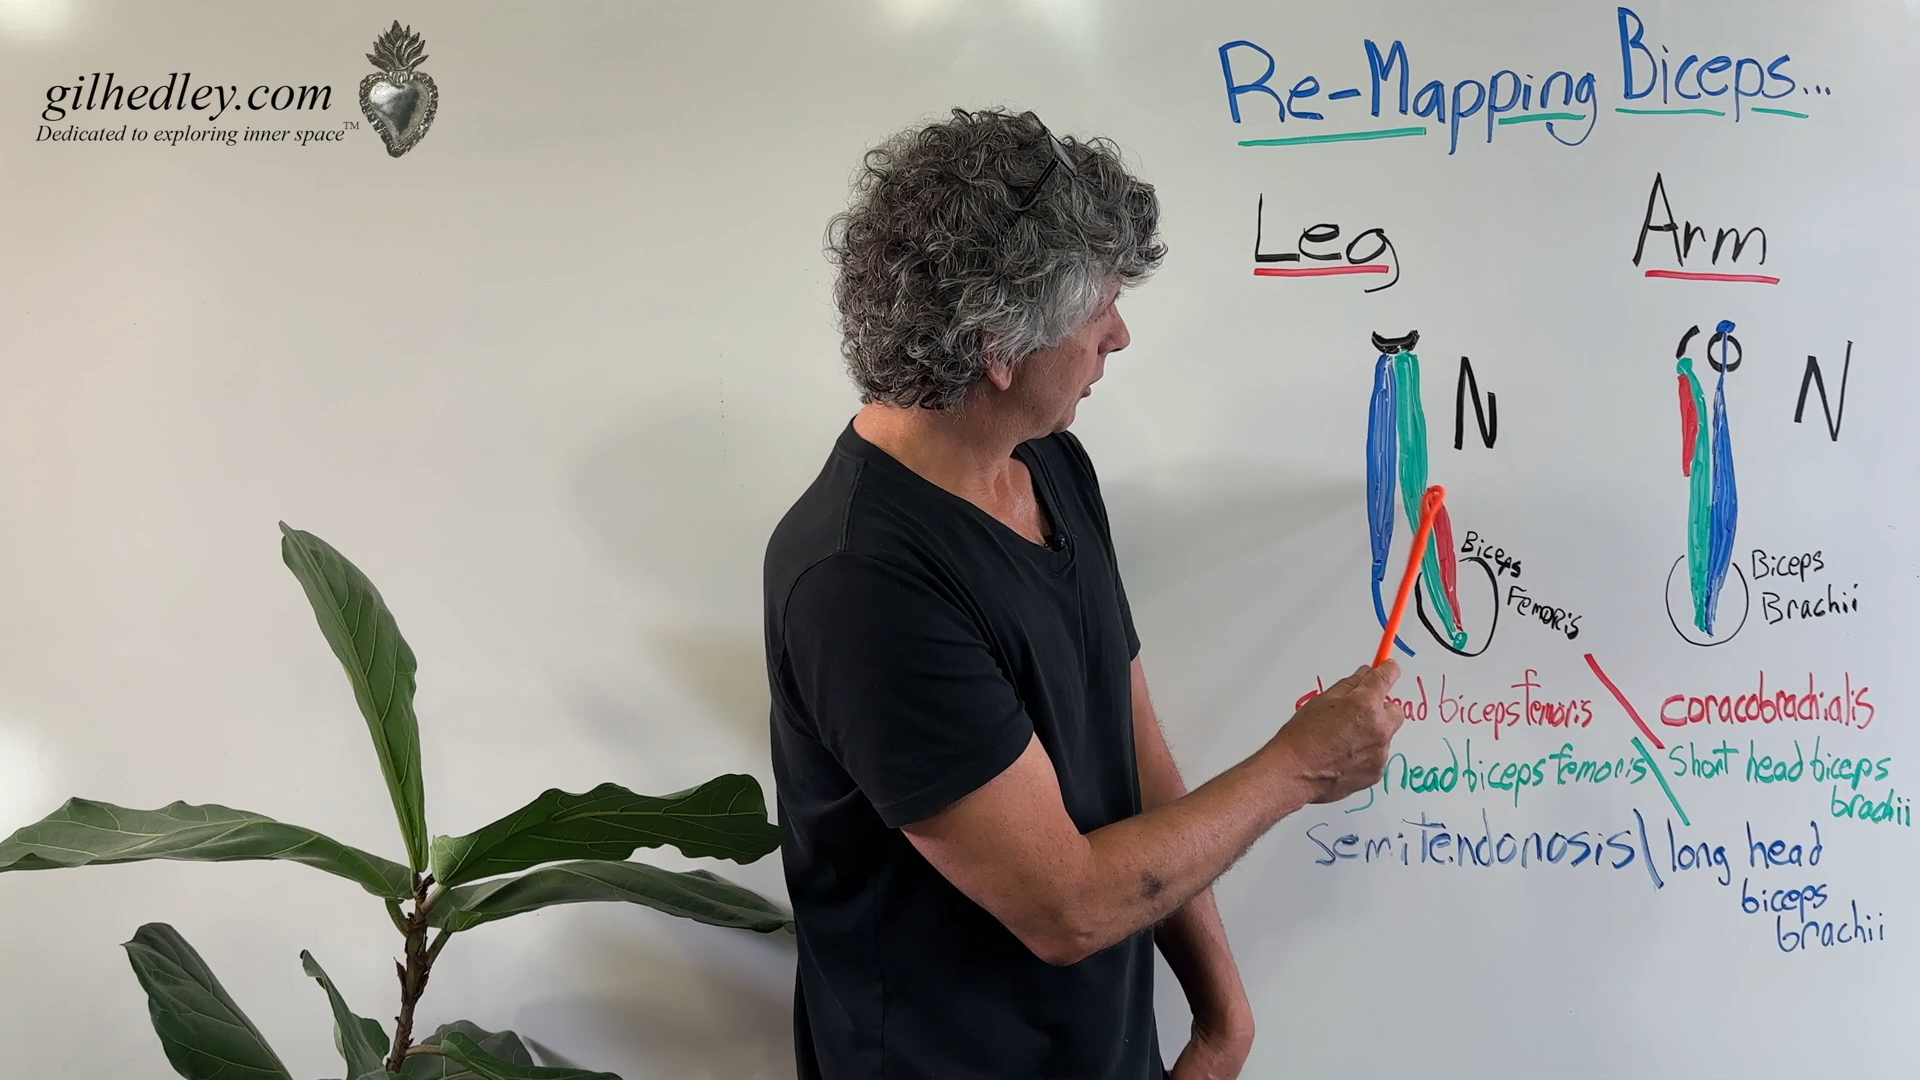 gilhedley.com
Dedicated to exploring inner space™
Re-Mapping Biceps...
Leg
Arm
N
N
Biceps
Femoris
Biceps
Brachii
head biceps femoris \ coracobrachialis
head biceps femoris \ short head biceps
brachii
Semitendonosis \ long head
biceps
brachii